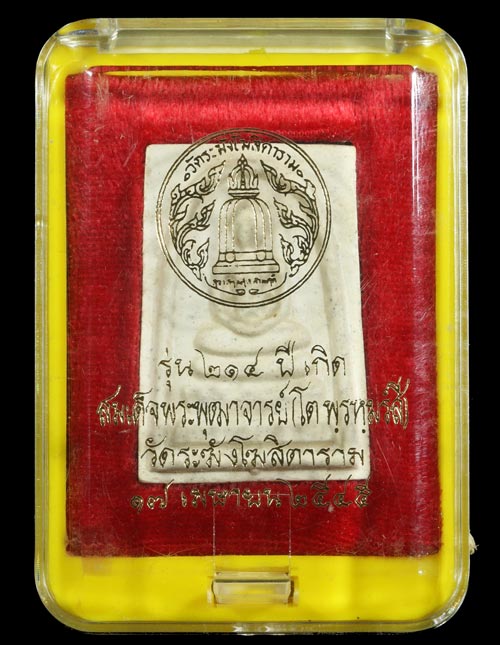 วัดระฆังโฆสิตาราม
รุ่น ๒๑๔ ปี เกิด
สมเด็จพระพุฒาจารย์ (โต พรหมรังสี)
วัดระฆังโฆสิตาราม
๑๗ เมษายน ๒๕๔๕